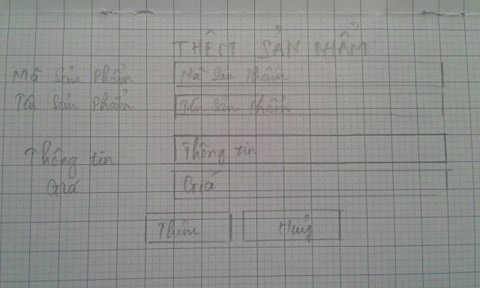 THÊM SẢN PHẨM
Mã Sản Phẩm Mã Sản Phẩm
Tên Sản Phẩm Tên Sản Phẩm
Thông tin Thông tin
Giá Giá
Thêm Huỷ